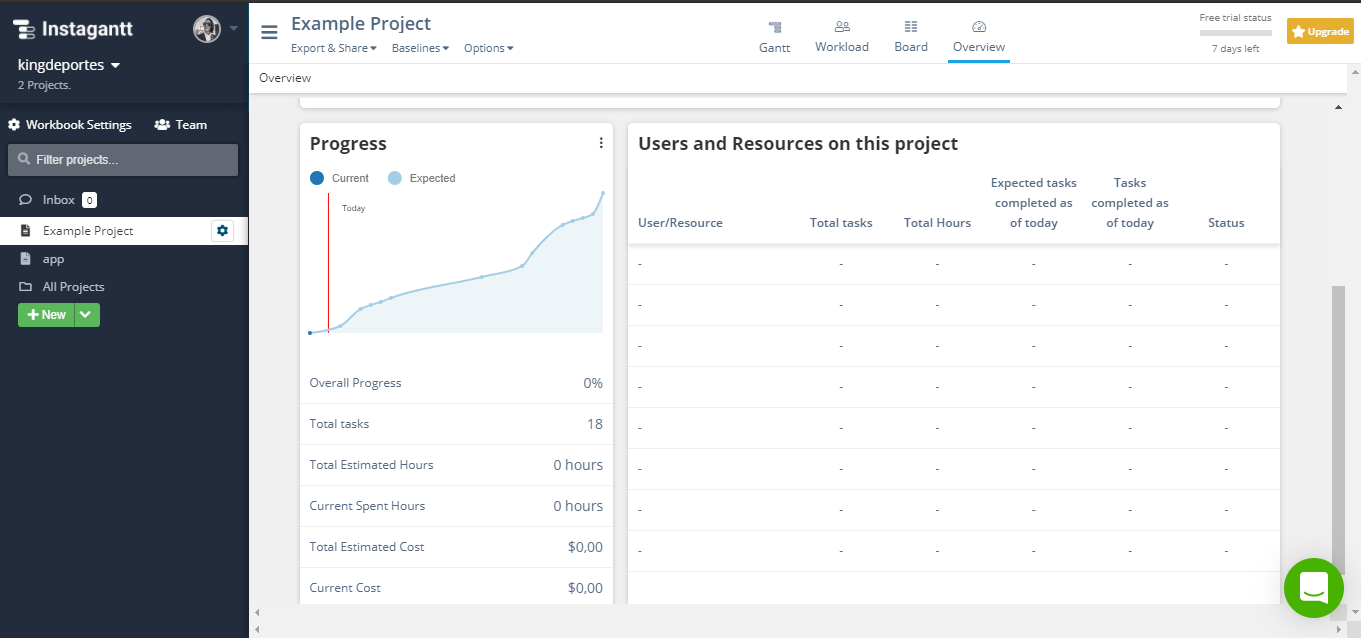 Instagantt
kingdeportes
2 Projects.
Workbook Settings
Team
Filter projects...
Inbox 0
Example Project
app
All Projects
New
Example Project
Export & Share
Baselines
Options
Gantt
Workload
Board
Overview
Free trial status
7 days left
Upgrade
Overview
Progress
Current
Expected
Today
Overall Progress 0%
Total tasks 18
Total Estimated Hours 0 hours
Current Spent Hours 0 hours
Total Estimated Cost $0,00
Current Cost $0,00
Users and Resources on this project
User/Resource
Total tasks
Total Hours
Expected tasks
completed as
of today
Tasks
completed as
of today
Status
- - - - - -
- - - - - -
- - - - - -
- - - - - -
- - - - - -
- - - - - -
- - - - - -
- - - - - -